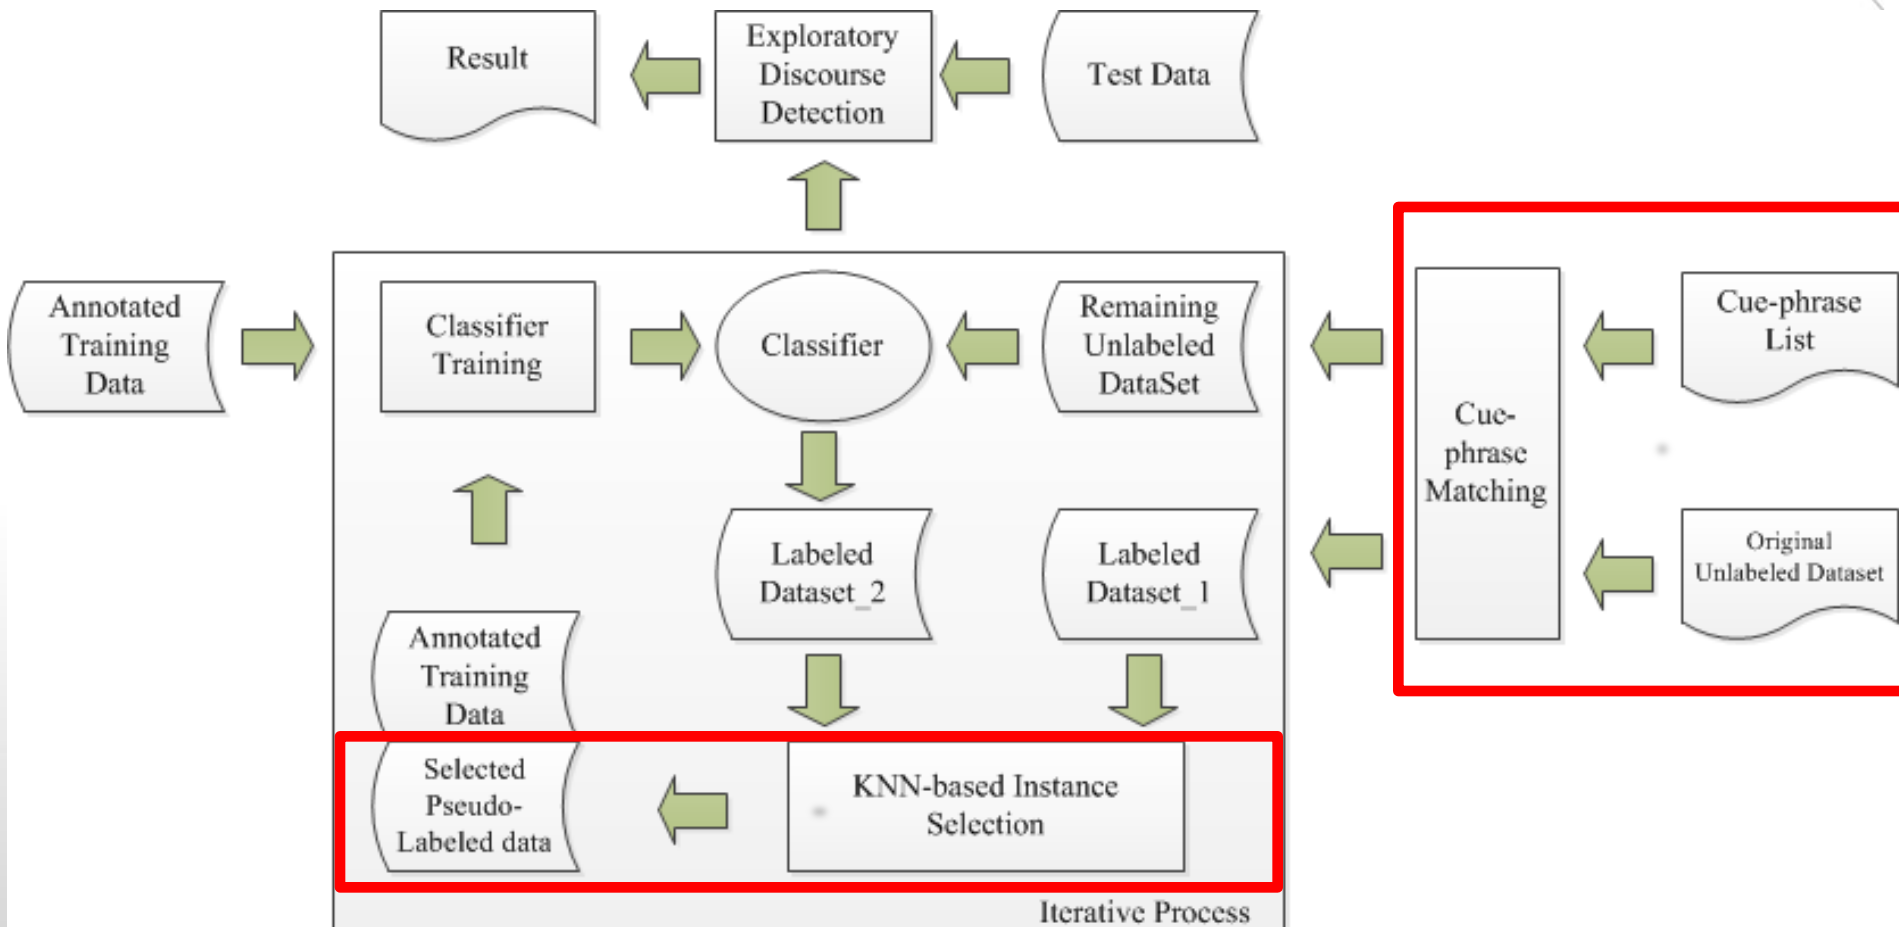 Result
Exploratory
Discourse
Detection
Test Data
Annotated
Training
Data
Classifier
Training
Classifier
Remaining
Unlabeled
DataSet
Cue-
phrase
Matching
Cue-phrase
List
Original
Unlabeled Dataset
Labeled
Dataset_2
Labeled
Dataset_1
Annotated
Training
Data
Selected
Pseudo-
Labeled data
KNN-based Instance
Selection
Iterative Process